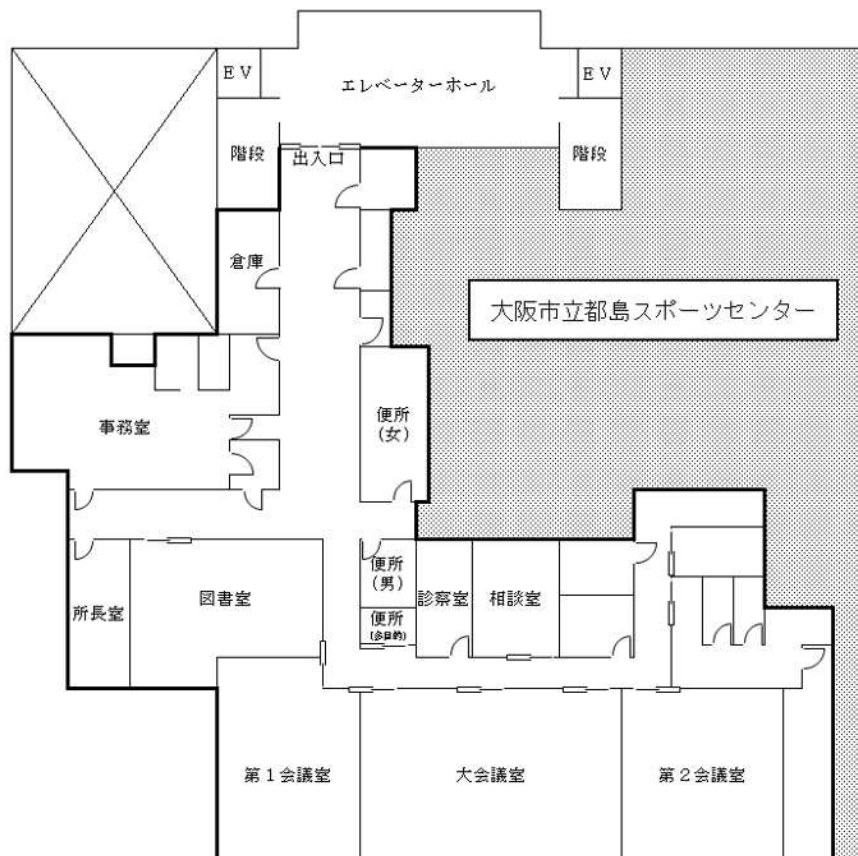 ＥＶ
エレベーターホール
ＥＶ
階段
出入口
階段
倉庫
大阪市立都島スポーツセンター
事務室
便所
(女)
便所
(男)
所長室
図書室
診察室
相談室
便所
(多目的)
第１会議室
大会議室
第２会議室